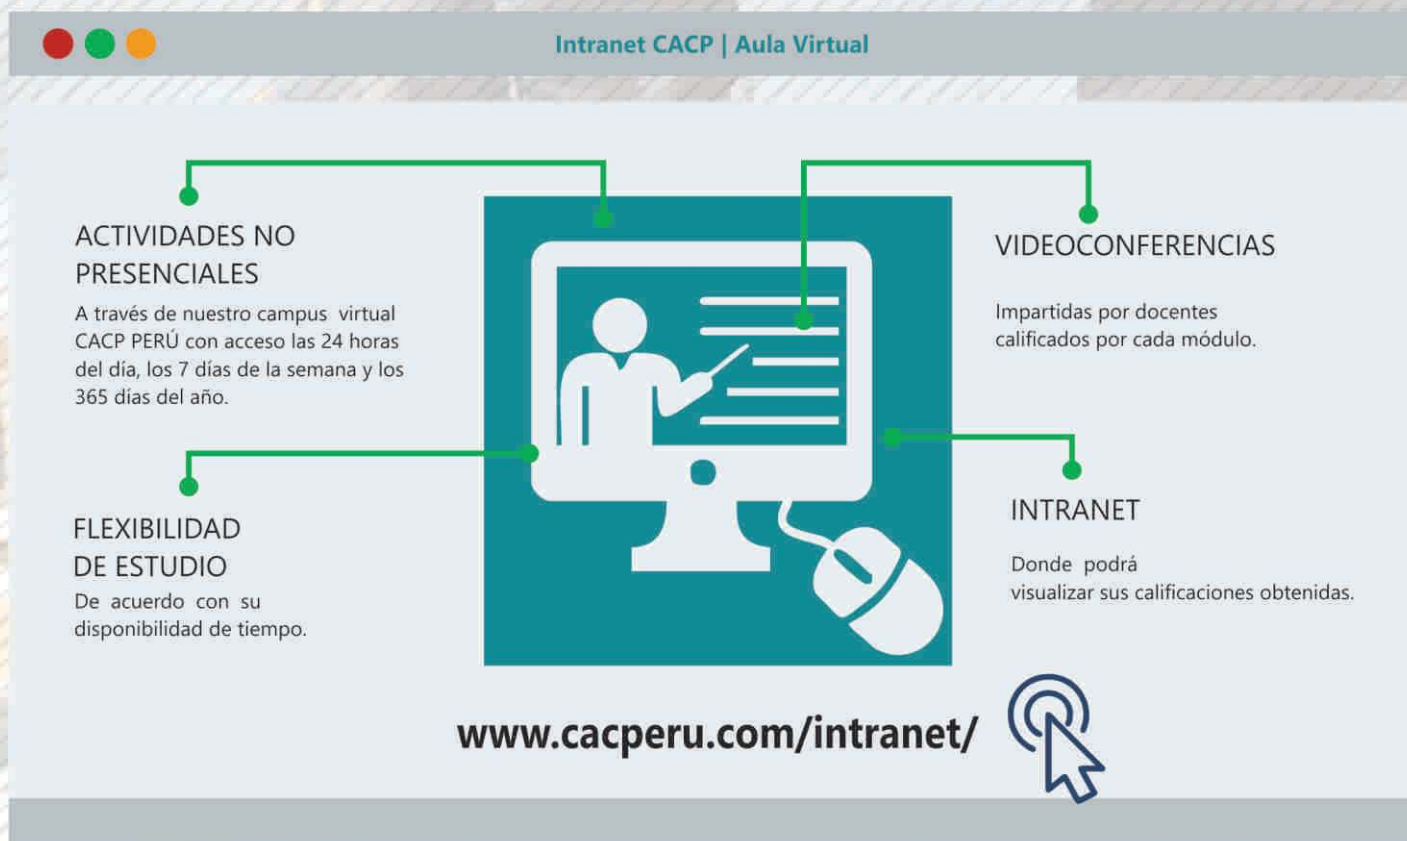 Intranet CACP | Aula Virtual
ACTIVIDADES NO
PRESENCIALES
A través de nuestro campus virtual
CACP PERÚ con acceso las 24 horas
del día, los 7 días de la semana y los
365 días del año.
FLEXIBILIDAD
DE ESTUDIO
De acuerdo con su
disponibilidad de tiempo.
VIDEOCONFERENCIAS
Impartidas por docentes
calificados por cada módulo.
INTRANET
Donde podrá
visualizar sus calificaciones obtenidas.
www.cacperu.com/intranet/